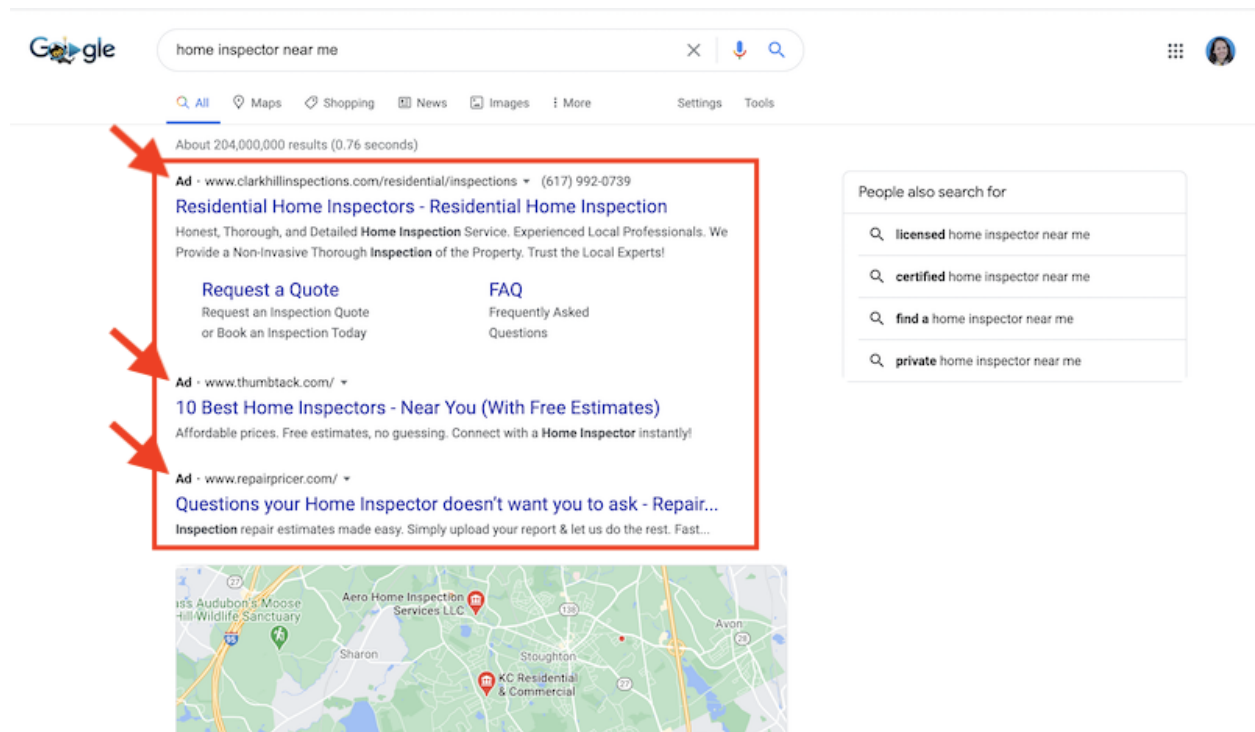 Google
home inspector near me
All Maps Shopping News Images More Settings Tools
About 204,000,000 results (0.76 seconds)
Ad · www.clarkhillinspections.com/residential/inspections (617) 992-0739
Residential Home Inspectors - Residential Home Inspection
Honest, Thorough, and Detailed Home Inspection Service. Experienced Local Professionals. We
Provide a Non-Invasive Thorough Inspection of the Property. Trust the Local Experts!
Request a Quote
Request an Inspection Quote
or Book an Inspection Today
FAQ
Frequently Asked
Questions
Ad · www.thumbtack.com/
10 Best Home Inspectors - Near You (With Free Estimates)
Affordable prices. Free estimates, no guessing. Connect with a Home Inspector instantly!
Ad · www.repairpricer.com/
Questions your Home Inspector doesn't want you to ask - Repair...
Inspection repair estimates made easy. Simply upload your report & let us do the rest. Fast...
People also search for
licensed home inspector near me
certified home inspector near me
find a home inspector near me
private home inspector near me
27
ass Audubon's Moose
Hill Wildlife Sanctuary
95
Sharon
Aero Home Inspection
Services LLC
138
Avon
28
Stoughton
KC Residential
& Commercial
27